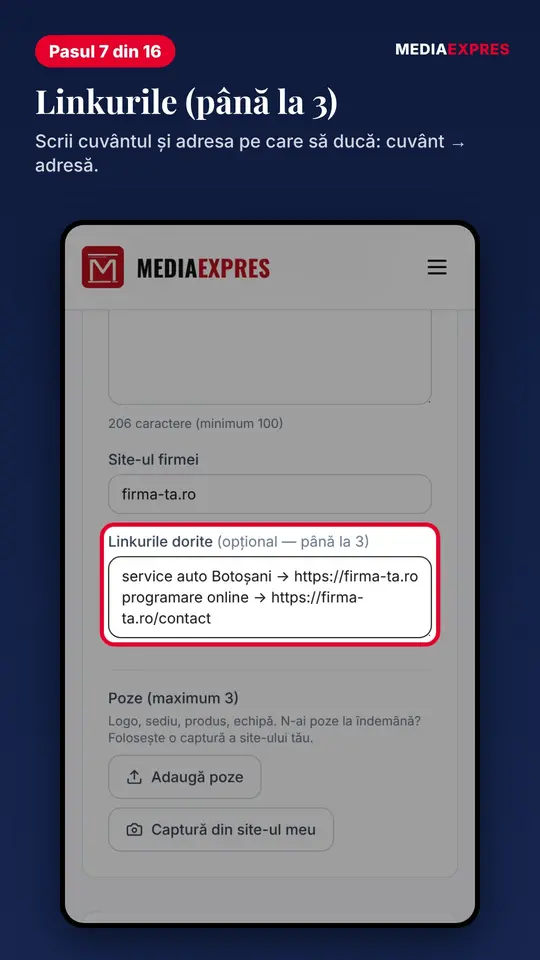 Pasul 7 din 16
MEDIAEXPRES
Linkurile (până la 3)
Scrii cuvântul și adresa pe care să ducă: cuvânt →
adresă.
M MEDIAEXPRES
206 caractere (minimum 100)
Site-ul firmei
firma-ta.ro
Linkurile dorite (opțional — până la 3)
service auto Botoșani → https://firma-ta.ro
programare online → https://firma-
ta.ro/contact
Poze (maximum 3)
Logo, sediu, produs, echipă. N-ai poze la îndemână?
Folosește o captură a site-ului tău.
Adaugă poze
Captură din site-ul meu